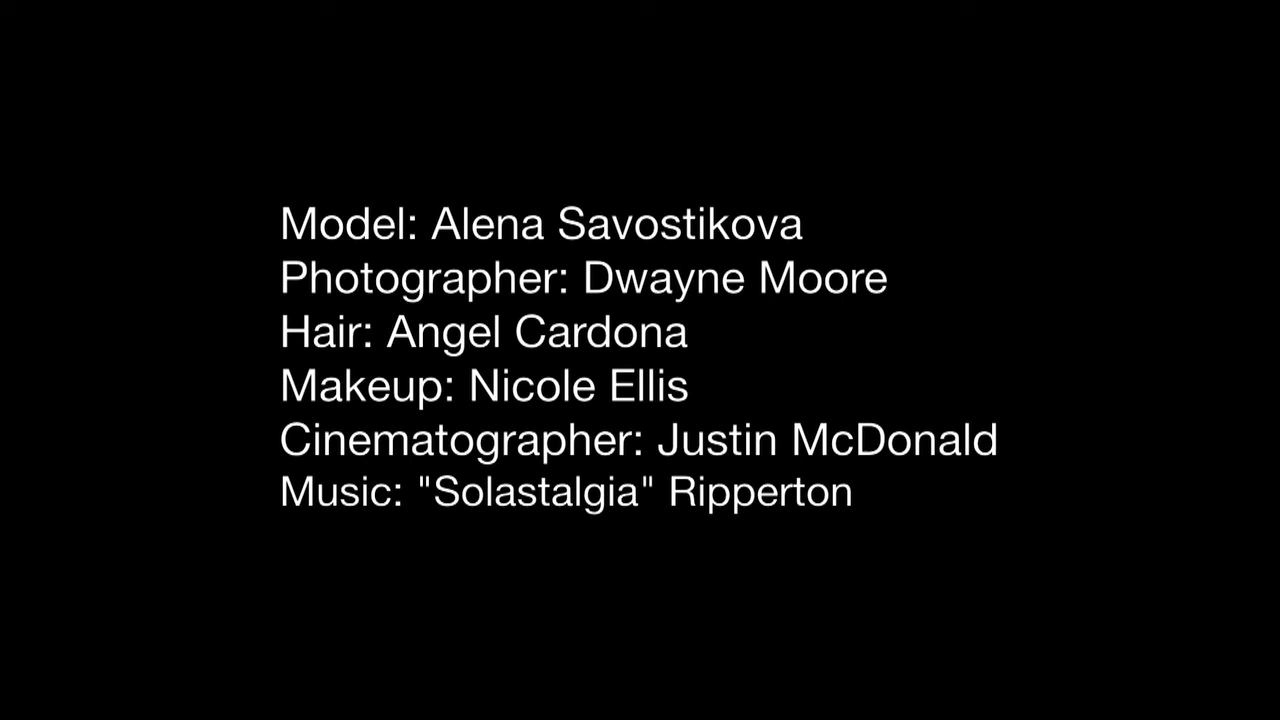 Model: Alena Savostikova
Photographer: Dwayne Moore
Hair: Angel Cardona
Makeup: Nicole Ellis
Cinematographer: Justin McDonald
Music: "Solastalgia" Ripperton